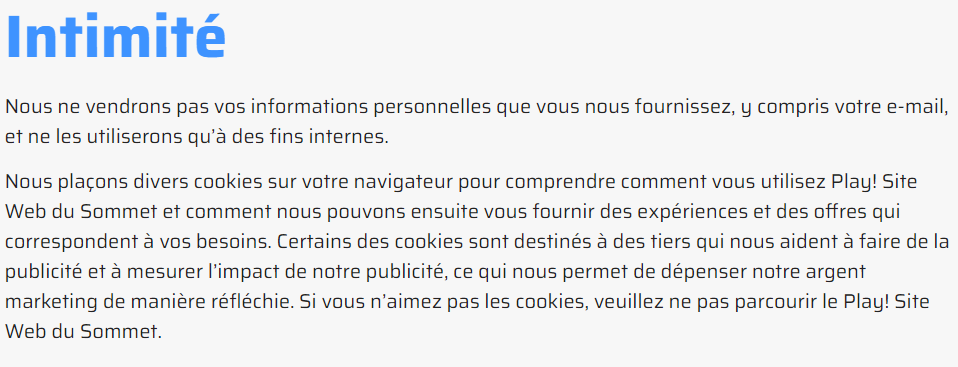 Intimité
Nous ne vendrons pas vos informations personnelles que vous nous fournissez, y compris votre e-mail,
et ne les utiliserons qu’à des fins internes.
Nous plaçons divers cookies sur votre navigateur pour comprendre comment vous utilisez Play! Site
Web du Sommet et comment nous pouvons ensuite vous fournir des expériences et des offres qui
correspondent à vos besoins. Certains des cookies sont destinés à des tiers qui nous aident à faire de la
publicité et à mesurer l’impact de notre publicité, ce qui nous permet de dépenser notre argent
marketing de manière réfléchie. Si vous n’aimez pas les cookies, veuillez ne pas parcourir le Play! Site
Web du Sommet.